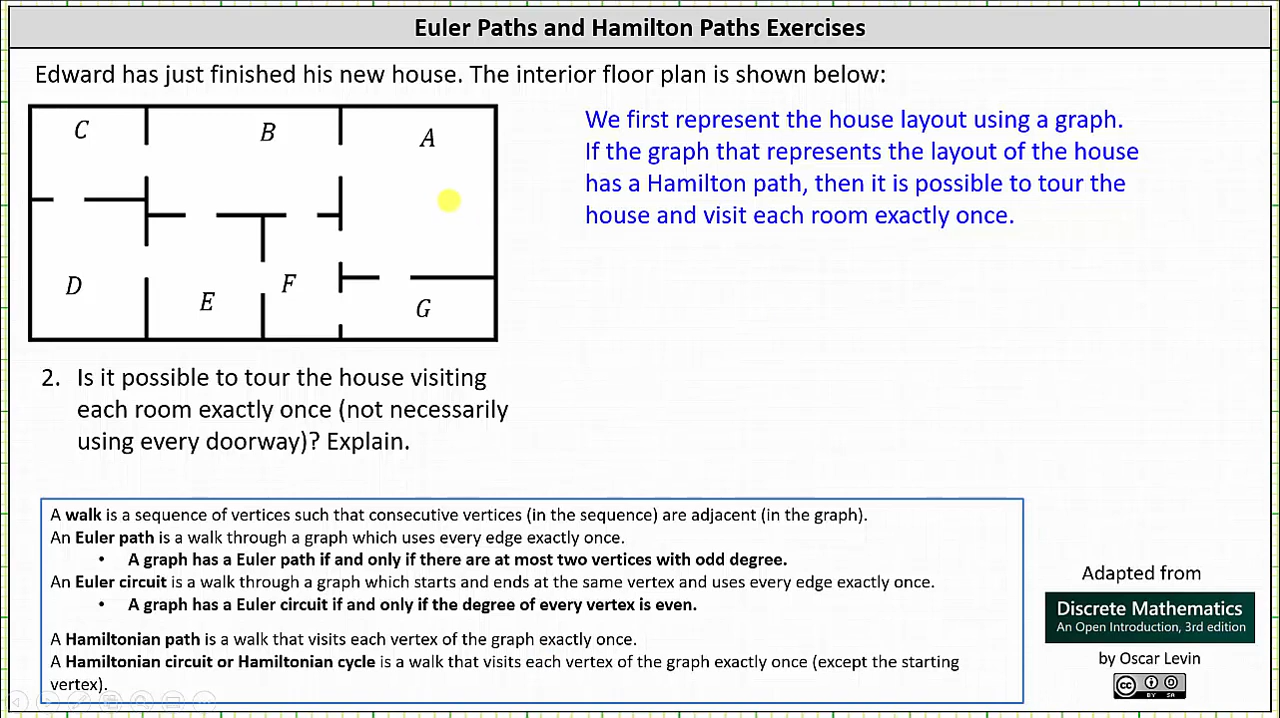 Euler Paths and Hamilton Paths Exercises
Edward has just finished his new house. The interior floor plan is shown below:
C B A
D E F G
We first represent the house layout using a graph.
If the graph that represents the layout of the house
has a Hamilton path, then it is possible to tour the
house and visit each room exactly once.
2. Is it possible to tour the house visiting
each room exactly once (not necessarily
using every doorway)? Explain.
A walk is a sequence of vertices such that consecutive vertices (in the sequence) are adjacent (in the graph).
An Euler path is a walk through a graph which uses every edge exactly once.
• A graph has a Euler path if and only if there are at most two vertices with odd degree.
An Euler circuit is a walk through a graph which starts and ends at the same vertex and uses every edge exactly once.
• A graph has a Euler circuit if and only if the degree of every vertex is even.
A Hamiltonian path is a walk that visits each vertex of the graph exactly once.
A Hamiltonian circuit or Hamiltonian cycle is a walk that visits each vertex of the graph exactly once (except the starting
vertex).
Adapted from
Discrete Mathematics
An Open Introduction, 3rd edition
by Oscar Levin
cc BY SA